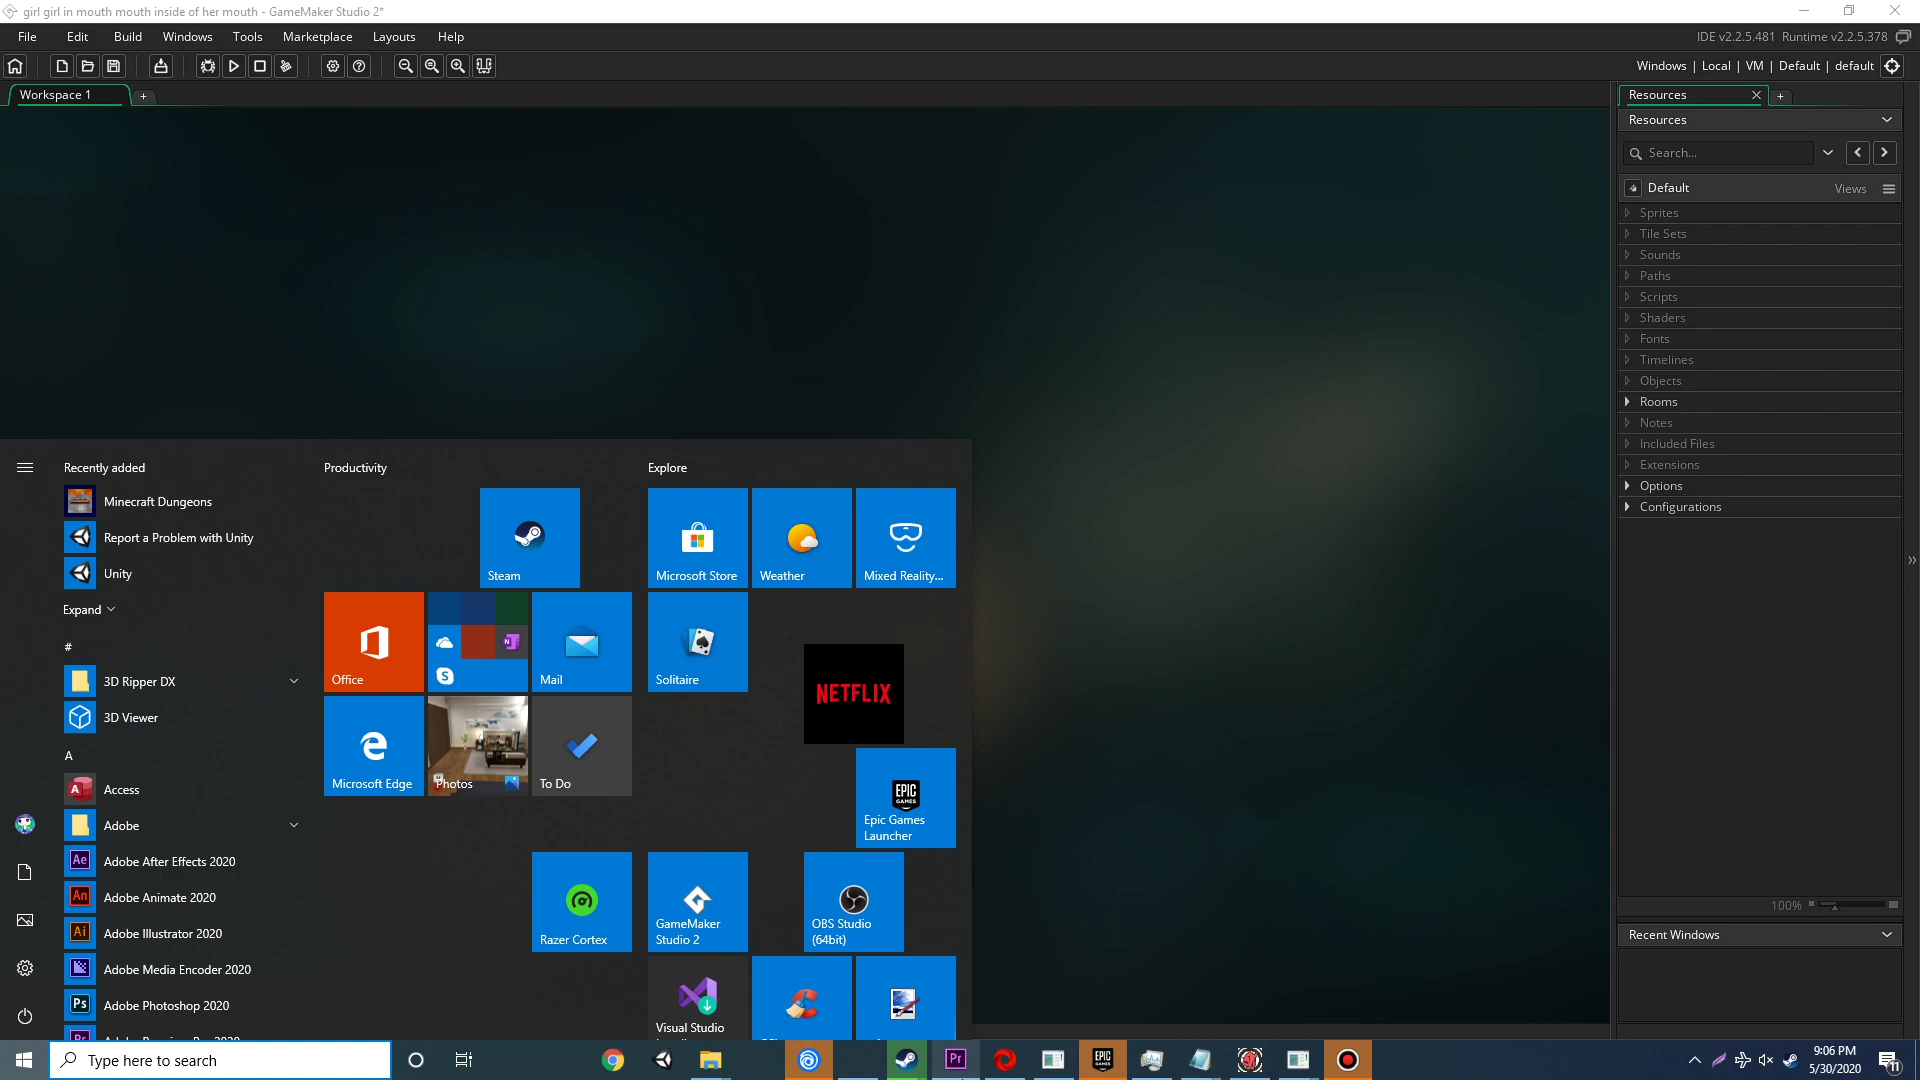 girl girl in mouth mouth inside of her mouth - GameMaker Studio 2*
File Edit Build Windows Tools Marketplace Layouts Help
IDE v2.2.5.481 Runtime v2.2.5.378
Windows | Local | VM | Default | default
Workspace 1
Resources
Resources
Search...
Default
Views
Sprites
Tile Sets
Sounds
Paths
Scripts
Shaders
Fonts
Timelines
Objects
Rooms
Notes
Included Files
Extensions
Options
Configurations
100%
Recent Windows
Recently added
Minecraft Dungeons
Report a Problem with Unity
Unity
Expand
#
3D Ripper DX
3D Viewer
A
Access
Adobe
Adobe After Effects 2020
Adobe Animate 2020
Adobe Illustrator 2020
Adobe Media Encoder 2020
Adobe Photoshop 2020
Productivity
Steam
Office
Mail
Microsoft Edge
Photos
To Do
Razer Cortex
Explore
Microsoft Store
Weather
Mixed Reality...
Solitaire
NETFLIX
EPIC
GAMES
Epic Games
Launcher
GameMaker
Studio 2
OBS Studio
(64bit)
Visual Studio
Type here to search
9:06 PM
5/30/2020
11